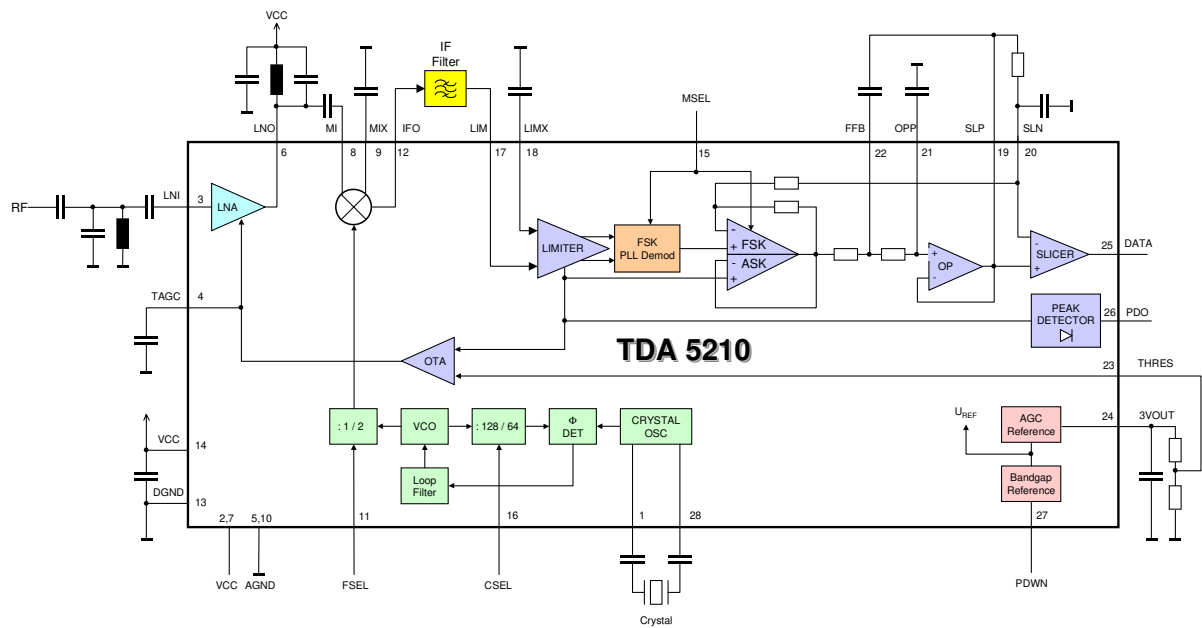 VCC
IF
Filter
MSEL
LNO
MI
MIX
IFO
LIM
LIMX
FFB
OPP
SLP
SLN
6
8
9
12
17
18
15
22
21
19
20
RF
LNI
3
LNA
LIMITER
FSK
PLL Demod
-
+ FSK
- ASK
+
+
-
OP
-
+
SLICER
25
DATA
TAGC
4
PEAK
DETECTOR
26
PDO
OTA
TDA 5210
23
THRES
: 1 / 2
VCO
: 128 / 64
Φ
DET
CRYSTAL
OSC
UREF
AGC
Reference
24
3VOUT
VCC
14
Loop
Filter
Bandgap
Reference
DGND
13
2,7
5,10
11
16
1
28
27
VCC
AGND
FSEL
CSEL
PDWN
Crystal